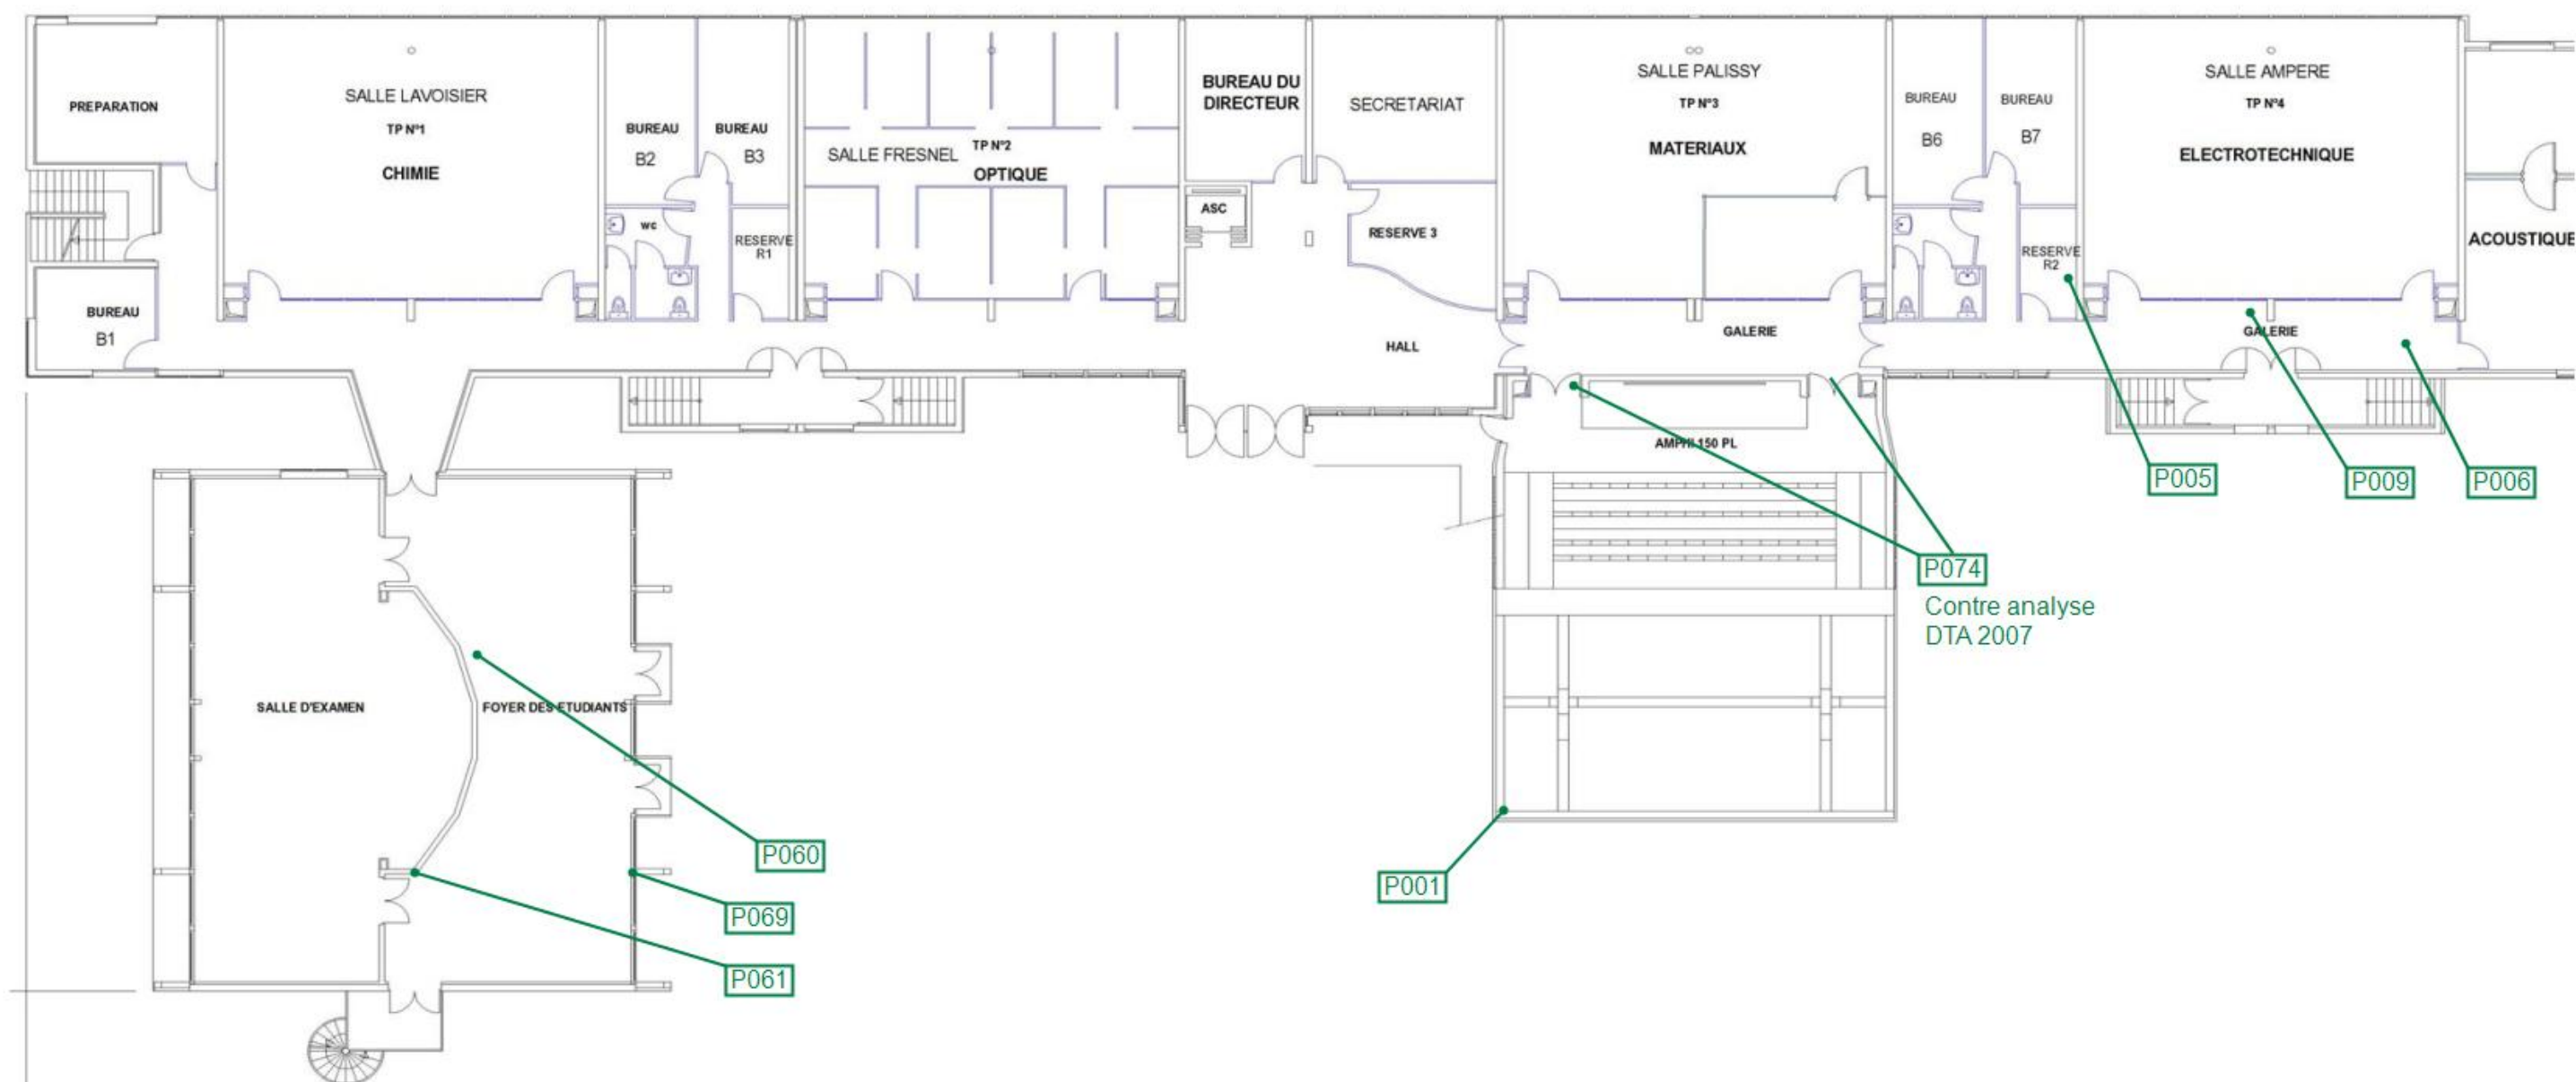 PREPARATION
SALLE LAVOISIER
TP N°1
CHIMIE
BUREAU
B1
BUREAU
B2
BUREAU
B3
WC
RESERVE
R1
SALLE FRESNEL
TP N°2
OPTIQUE
BUREAU DU
DIRECTEUR
SECRETARIAT
ASC
RESERVE 3
HALL
SALLE PALISSY
TP N°3
MATERIAUX
GALERIE
BUREAU
B6
BUREAU
B7
RESERVE
R2
SALLE AMPERE
TP N°4
ELECTROTECHNIQUE
GALERIE
ACOUSTIQUE
AMPHI 150 PL
P005
P009
P006
P074
Contre analyse
DTA 2007
SALLE D'EXAMEN
FOYER DES ETUDIANTS
P060
P069
P061
P001